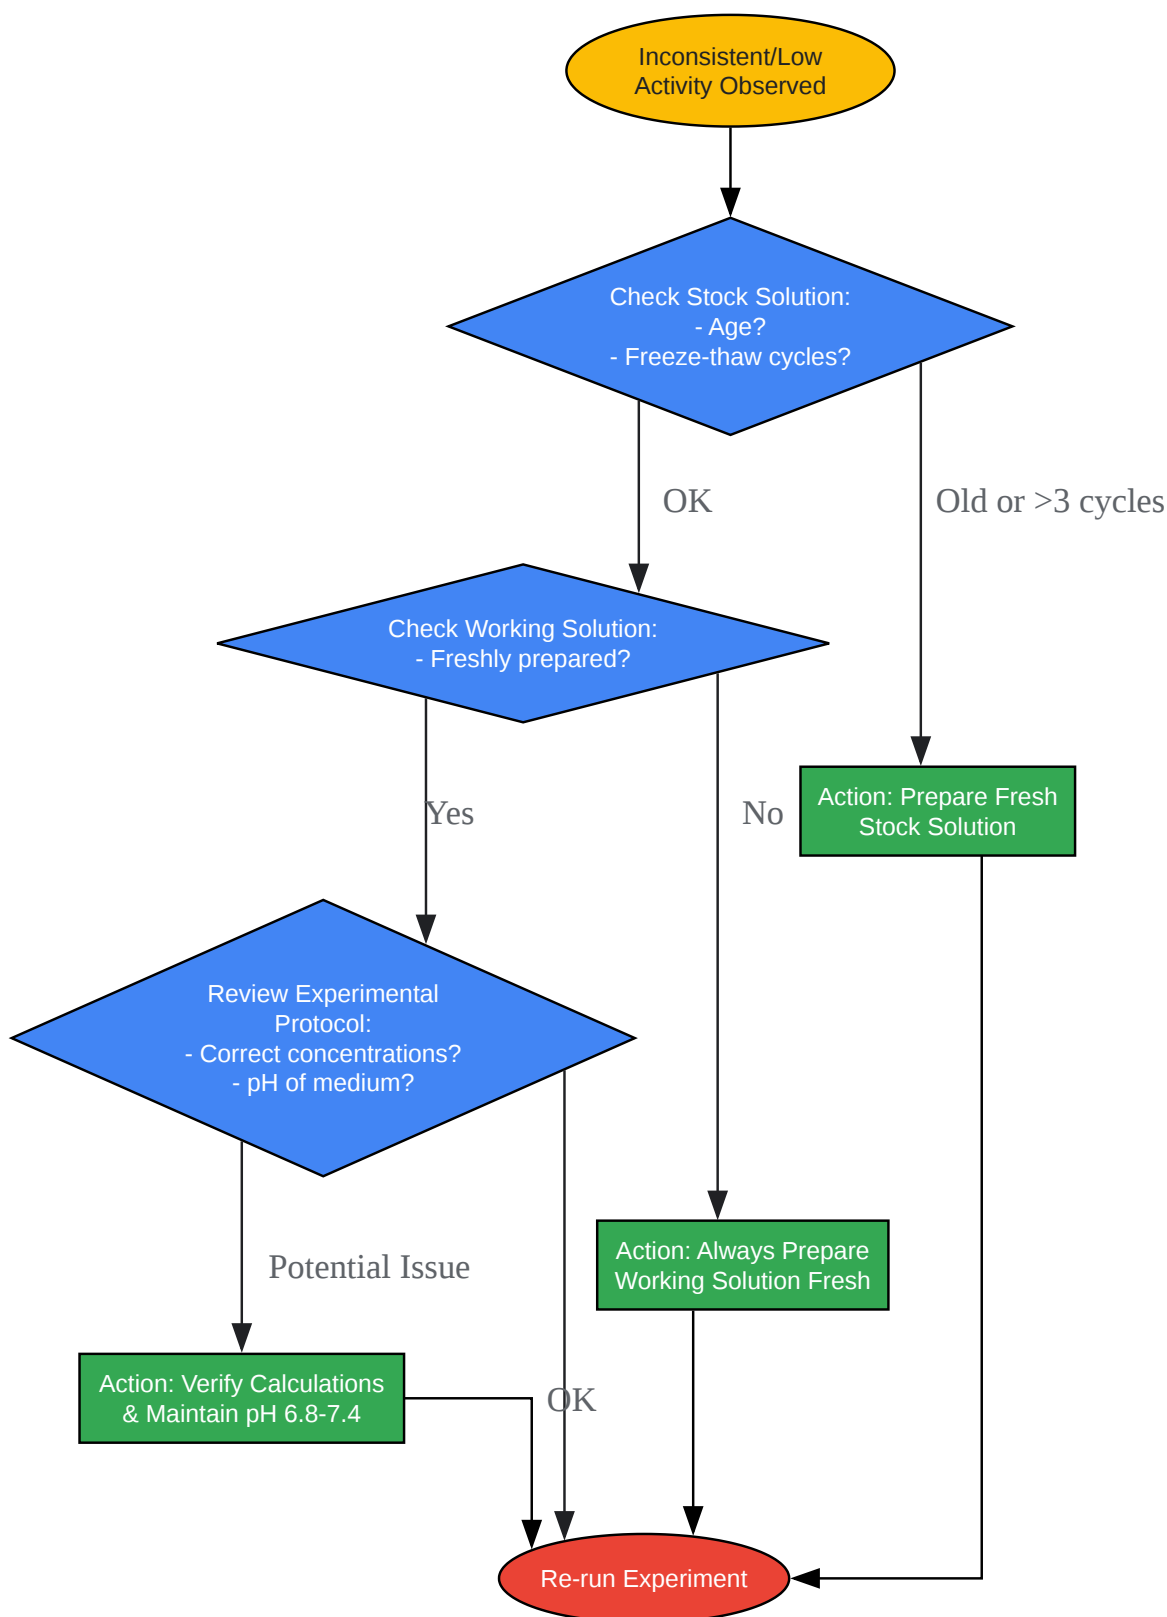 Inconsistent/Low
Activity Observed
Check Stock Solution:
- Age?
- Freeze-thaw cycles?
OK
Old or >3 cycles
Check Working Solution:
- Freshly prepared?
Yes
No
Action: Prepare Fresh
Stock Solution
Review Experimental
Protocol:
- Correct concentrations?
- pH of medium?
Potential Issue
Action: Always Prepare
Working Solution Fresh
Action: Verify Calculations
& Maintain pH 6.8-7.4
OK
Re-run Experiment